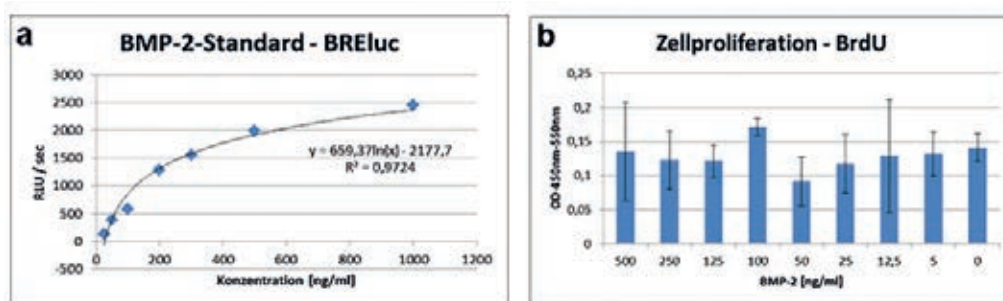 a
BMP-2-Standard - BREluc
RLU / sec
3000
2500
2000
1500
1000
500
0
-500
y = 659,37ln(x) - 2177,7
R² = 0,9724
0 200 400 600 800 1000 1200
Konzentration [ng/ml]
b
Zellproliferation - BrdU
OD 450nm-550nm
0,25
0,2
0,15
0,1
0,05
0
500 250 125 100 50 25 12,5 5 0
BMP-2 [ng/ml]